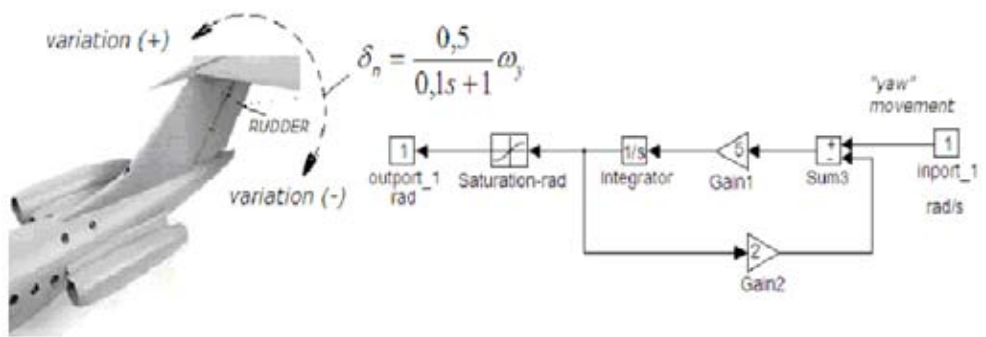 variation (+)
δₙ = 0,5 / 0,1s + 1 ωᵧ
RUDDER
variation (-)
"yaw"
movement
1
outport_1
rad
Saturation-rad
1/s
Integrator
5
Gain1
+
-
Sum3
1
inport_1
rad/s
2
Gain2